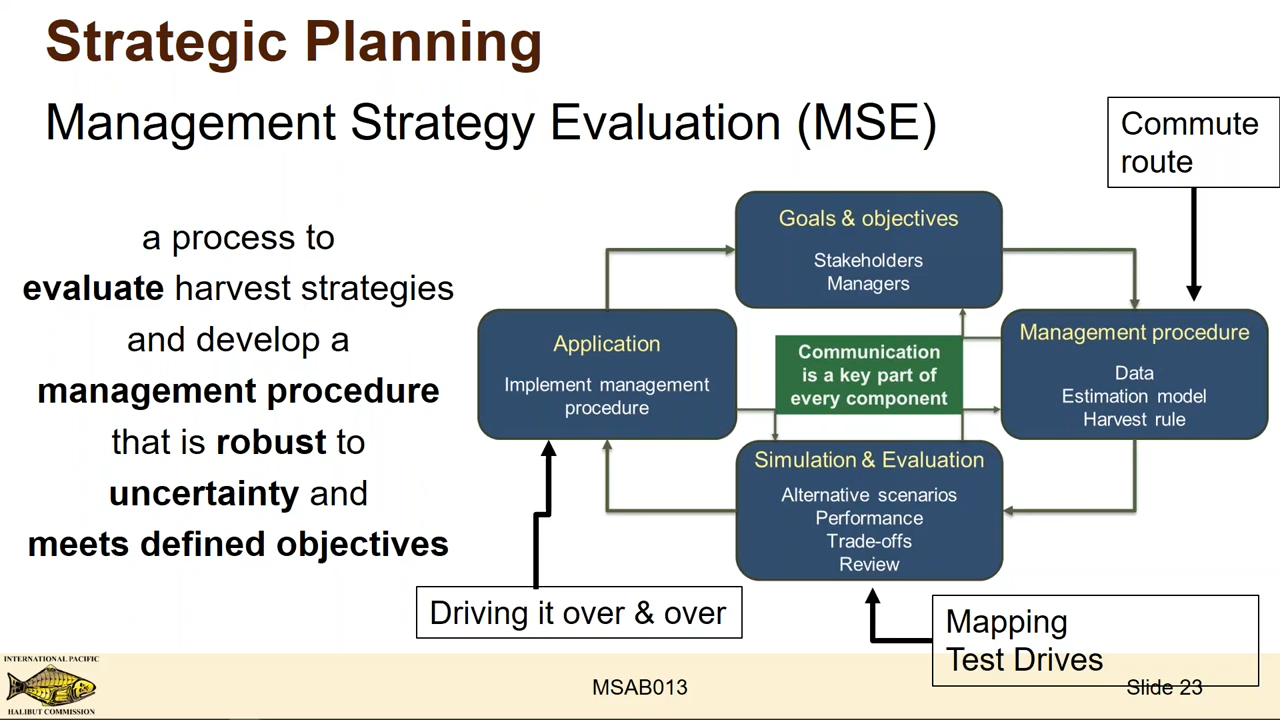 Strategic Planning
Management Strategy Evaluation (MSE)
Commute
route
a process to
evaluate harvest strategies
and develop a
management procedure
that is robust to
uncertainty and
meets defined objectives
Goals & objectives
Stakeholders
Managers
Application
Implement management
procedure
Communication
is a key part of
every component
Management procedure
Data
Estimation model
Harvest rule
Simulation & Evaluation
Alternative scenarios
Performance
Trade-offs
Review
Driving it over & over
Mapping
Test Drives
INTERNATIONAL PACIFIC
HALIBUT COMMISSION
MSAB013
Slide 23